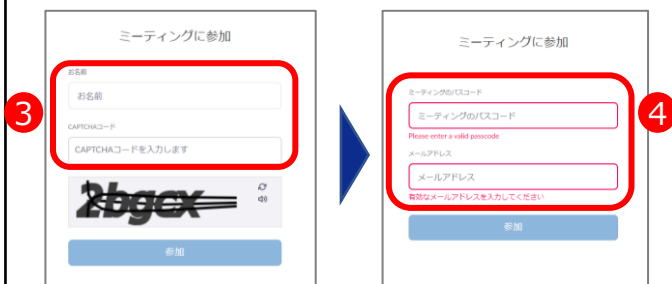 ミーティングに参加
お名前
お名前
CAPTCHAコード
CAPTCHAコードを入力します
2bgcx
参加
3
ミーティングに参加
ミーティングのパスコード
ミーティングのパスコード
Please enter a valid passcode.
メールアドレス
メールアドレス
有効なメールアドレスを入力してください
参加
4